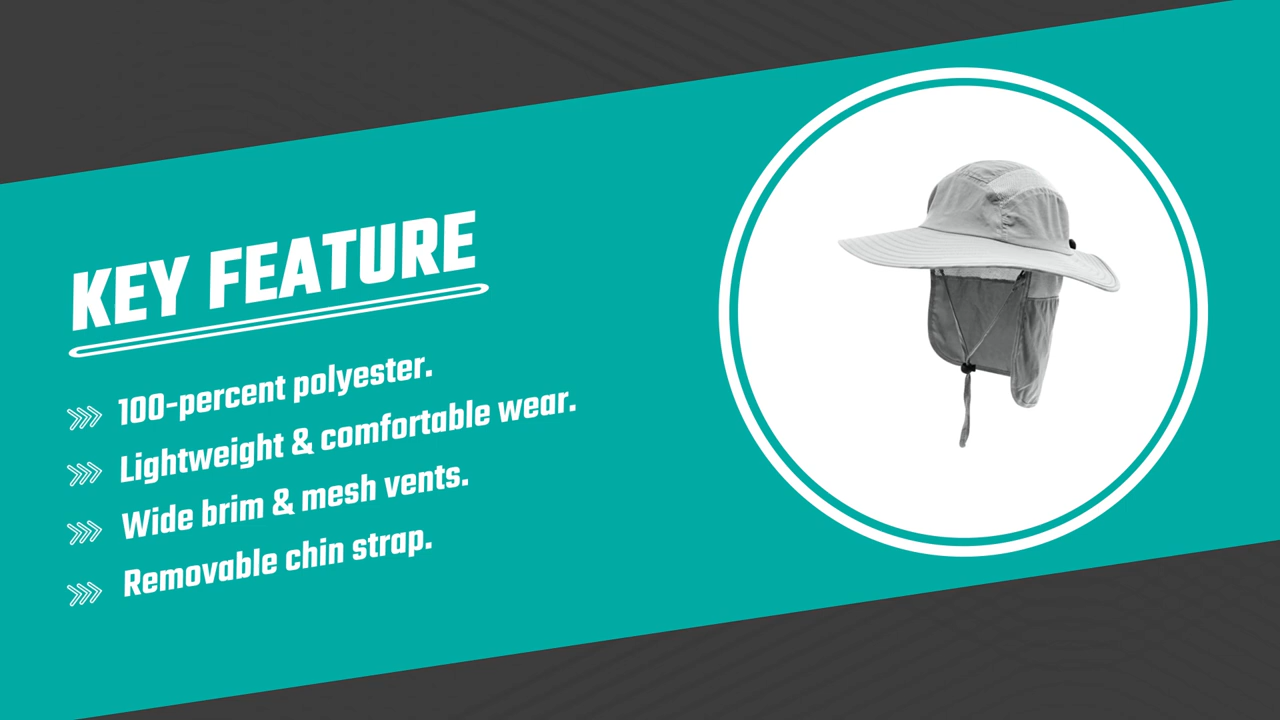 KEY FEATURE
100-percent polyester.
Lightweight & comfortable wear.
Wide brim & mesh vents.
Removable chin strap.